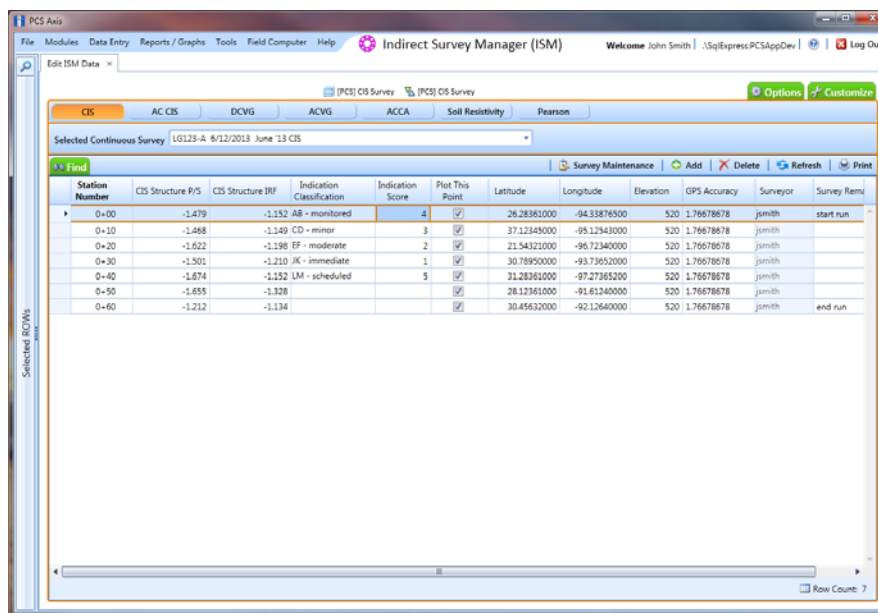 PCS Axis
File Modules Data Entry Reports / Graphs Tools Field Computer Help Indirect Survey Manager (ISM) Welcome John Smith .\SqlExpress.PCSAppDev Log Ou
Edit ISM Data ×
[PCS] CIS Survey [PCS] CIS Survey
Options Customize
CIS AC CIS DCVG ACVG ACCA Soil Resistivity Pearson
Selected Continuous Survey LG123-A 6/12/2013 June '13 CIS
Find Survey Maintenance Add Delete Refresh Print
Station Number CIS Structure P/S CIS Structure IRF Indication Classification Indication Score Plot This Point Latitude Longitude Elevation GPS Accuracy Surveyor Survey Rema
0+00 -1.479 -1.152 AB - monitored 4 26.28361000 -94.33876500 520 1.76678678 jsmith start run
0+10 -1.468 -1.149 CD - minor 3 37.12345000 -95.12543000 520 1.76678678 jsmith
0+20 -1.622 -1.198 EF - moderate 2 21.54321000 -96.72340000 520 1.76678678 jsmith
0+30 -1.501 -1.210 JK - immediate 1 30.78950000 -93.73652000 520 1.76678678 jsmith
0+40 -1.674 -1.152 LM - scheduled 5 31.28361000 -97.27365200 520 1.76678678 jsmith
0+50 -1.655 -1.328 28.12361000 -91.61240000 520 1.76678678 jsmith
0+60 -1.212 -1.134 30.45632000 -92.12640000 520 1.76678678 jsmith end run
Selected ROWs
Row Count: 7